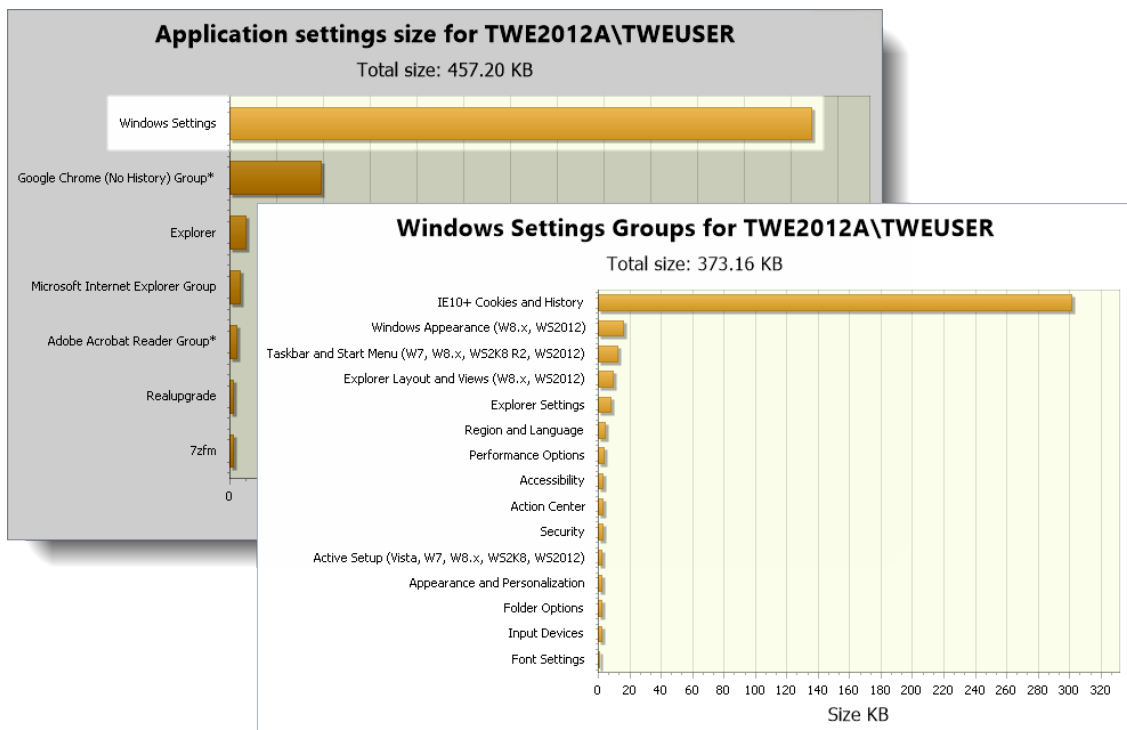 Application settings size for TWE2012A\TWEUSER
Total size: 457.20 KB
Windows Settings
Google Chrome (No History) Group*
Explorer
Microsoft Internet Explorer Group
Adobe Acrobat Reader Group*
Realupgrade
7zfm
0
Windows Settings Groups for TWE2012A\TWEUSER
Total size: 373.16 KB
IE10+ Cookies and History
Windows Appearance (W8.x, WS2012)
Taskbar and Start Menu (W7, W8.x, WS2K8 R2, WS2012)
Explorer Layout and Views (W8.x, WS2012)
Explorer Settings
Region and Language
Performance Options
Accessibility
Action Center
Security
Active Setup (Vista, W7, W8.x, WS2K8, WS2012)
Appearance and Personalization
Folder Options
Input Devices
Font Settings
0 20 40 60 80 100 120 140 160 180 200 220 240 260 280 300 320
Size KB